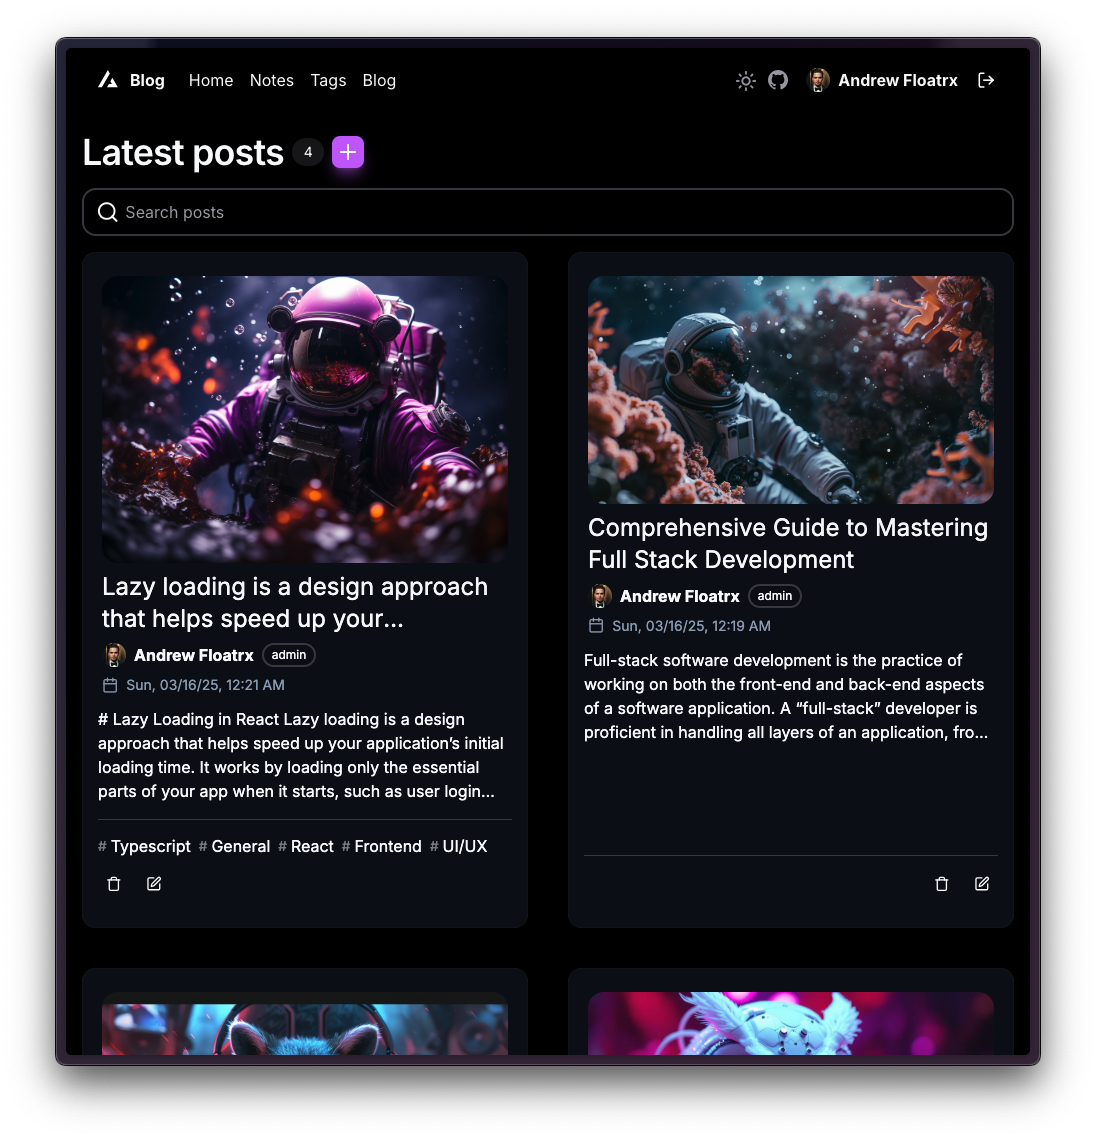 Blog Home Notes Tags Blog Andrew Floatrx
Latest posts 4
Search posts
Lazy loading is a design approach
that helps speed up your...
Andrew Floatrx admin
Sun, 03/16/25, 12:21 AM
# Lazy Loading in React Lazy loading is a design
approach that helps speed up your application’s initial
loading time. It works by loading only the essential
parts of your app when it starts, such as user login...
# Typescript # General # React # Frontend # UI/UX
Comprehensive Guide to Mastering
Full Stack Development
Andrew Floatrx admin
Sun, 03/16/25, 12:19 AM
Full-stack software development is the practice of
working on both the front-end and back-end aspects
of a software application. A “full-stack” developer is
proficient in handling all layers of an application, fro...